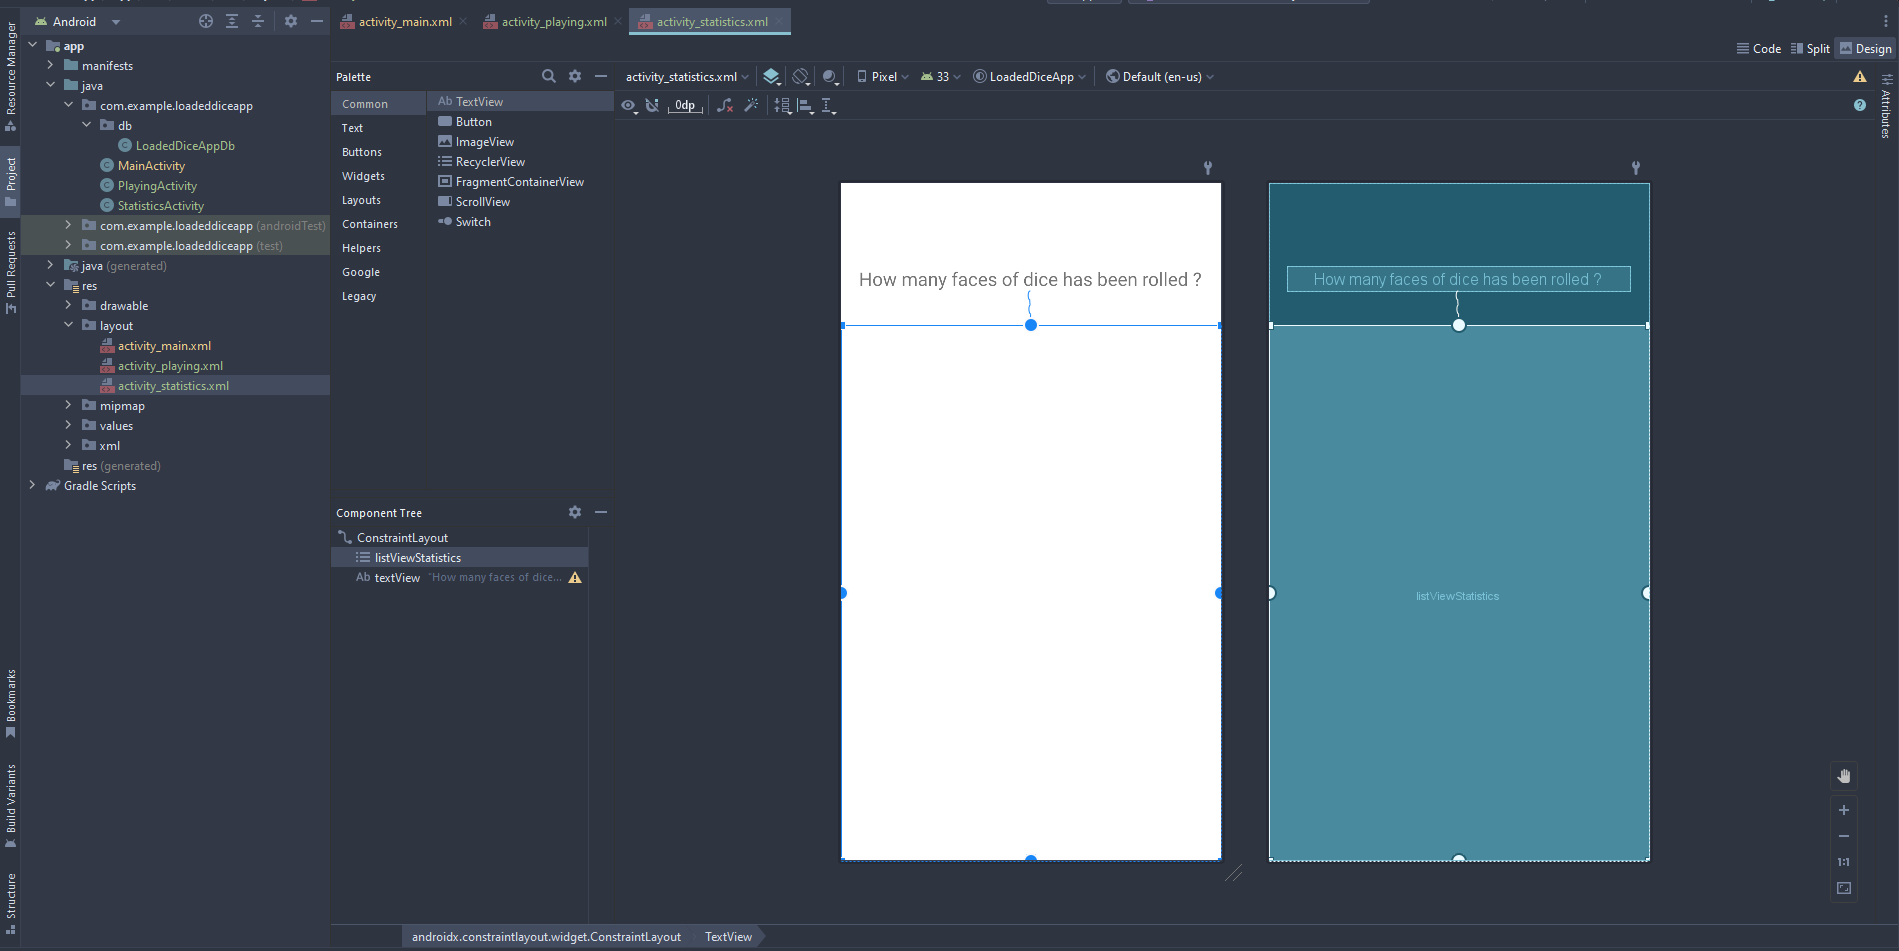 Resource Manager
Project
Pull Requests
Bookmarks
Build Variants
Structure
Android
app
manifests
java
com.example.loadeddiceapp
db
LoadedDiceAppDb
MainActivity
PlayingActivity
StatisticsActivity
com.example.loadeddiceapp (androidTest)
com.example.loadeddiceapp (test)
java (generated)
res
drawable
layout
activity_main.xml
activity_playing.xml
activity_statistics.xml
mipmap
values
xml
res (generated)
Gradle Scripts
activity_main.xml
activity_playing.xml
activity_statistics.xml
Code
Split
Design
Palette
Common
Text
Buttons
Widgets
Layouts
Containers
Helpers
Google
Legacy
Ab TextView
Button
ImageView
RecyclerView
FragmentContainerView
ScrollView
Switch
Component Tree
ConstraintLayout
listViewStatistics
Ab textView "How many faces of dice...
activity_statistics.xml
Pixel
33
LoadedDiceApp
Default (en-us)
0dp
?
Attributes
How many faces of dice has been rolled ?
How many faces of dice has been rolled ?
listViewStatistics
1:1
androidx.constraintlayout.widget.ConstraintLayout
TextView